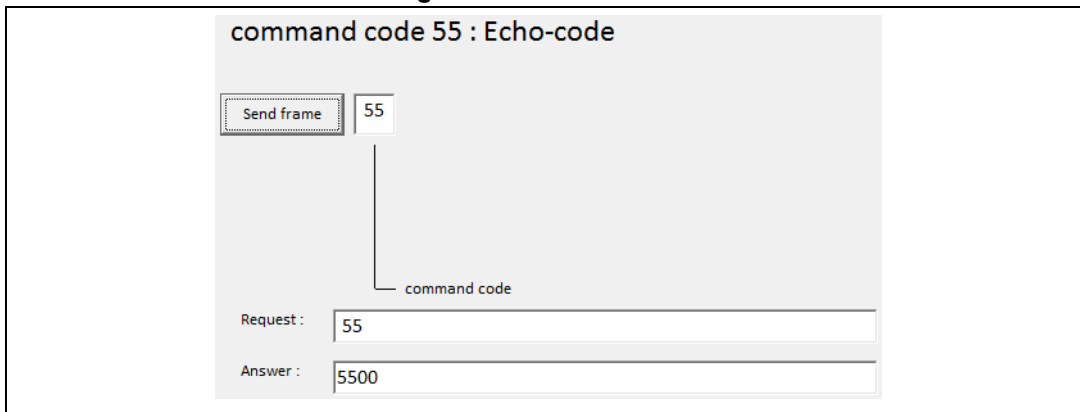 command code 55 : Echo-code
Send frame 55
command code
Request : 55
Answer : 5500